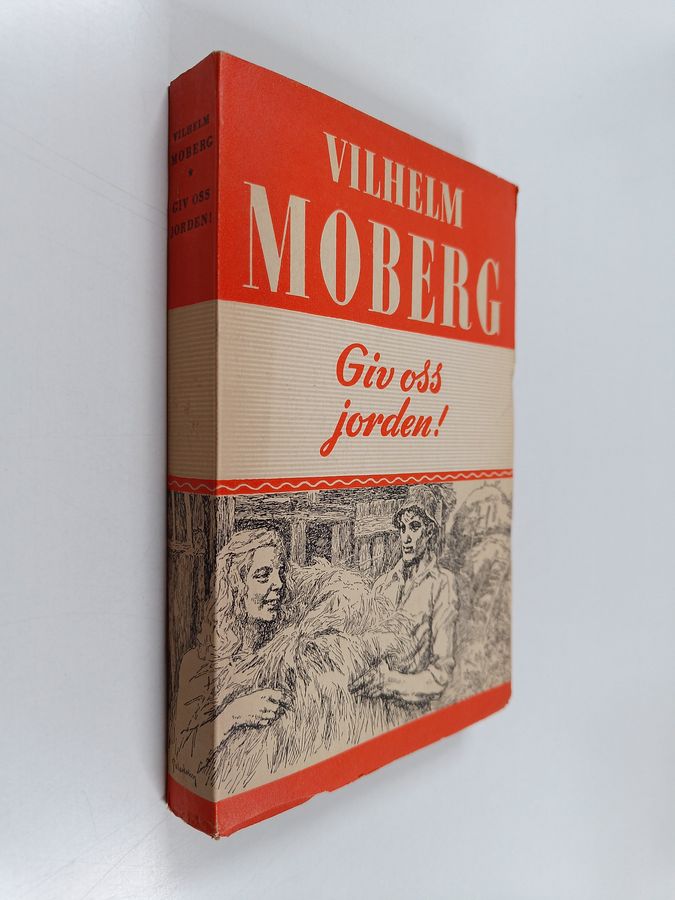 VILHELM
MOBERG
*
GIV OSS
JORDEN!
VILHELM
MOBERG
Giv oss
jorden!